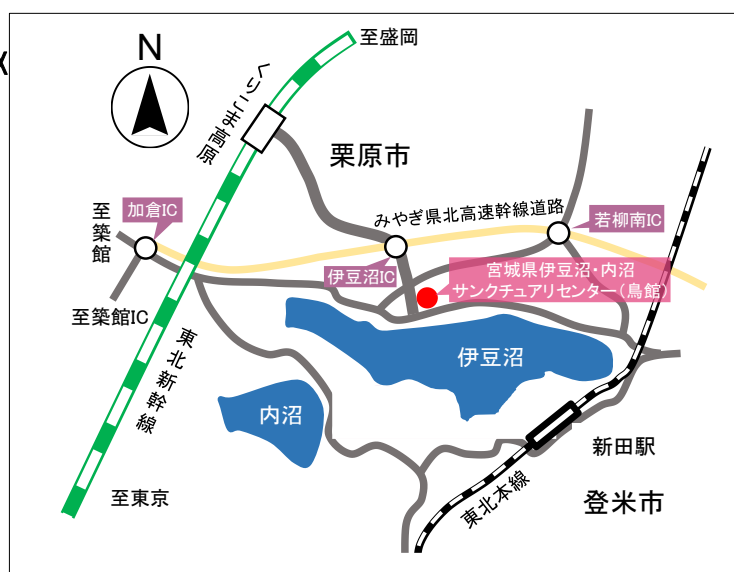 至盛岡
N
くりこま高原
栗原市
みやぎ県北高速幹線道路
若柳南IC
加倉IC
至築館
伊豆沼IC
宮城県伊豆沼・内沼
サンクチュアリセンター(鳥館)
至築館IC
東北新幹線
伊豆沼
内沼
新田駅
至東京
東北本線
登米市